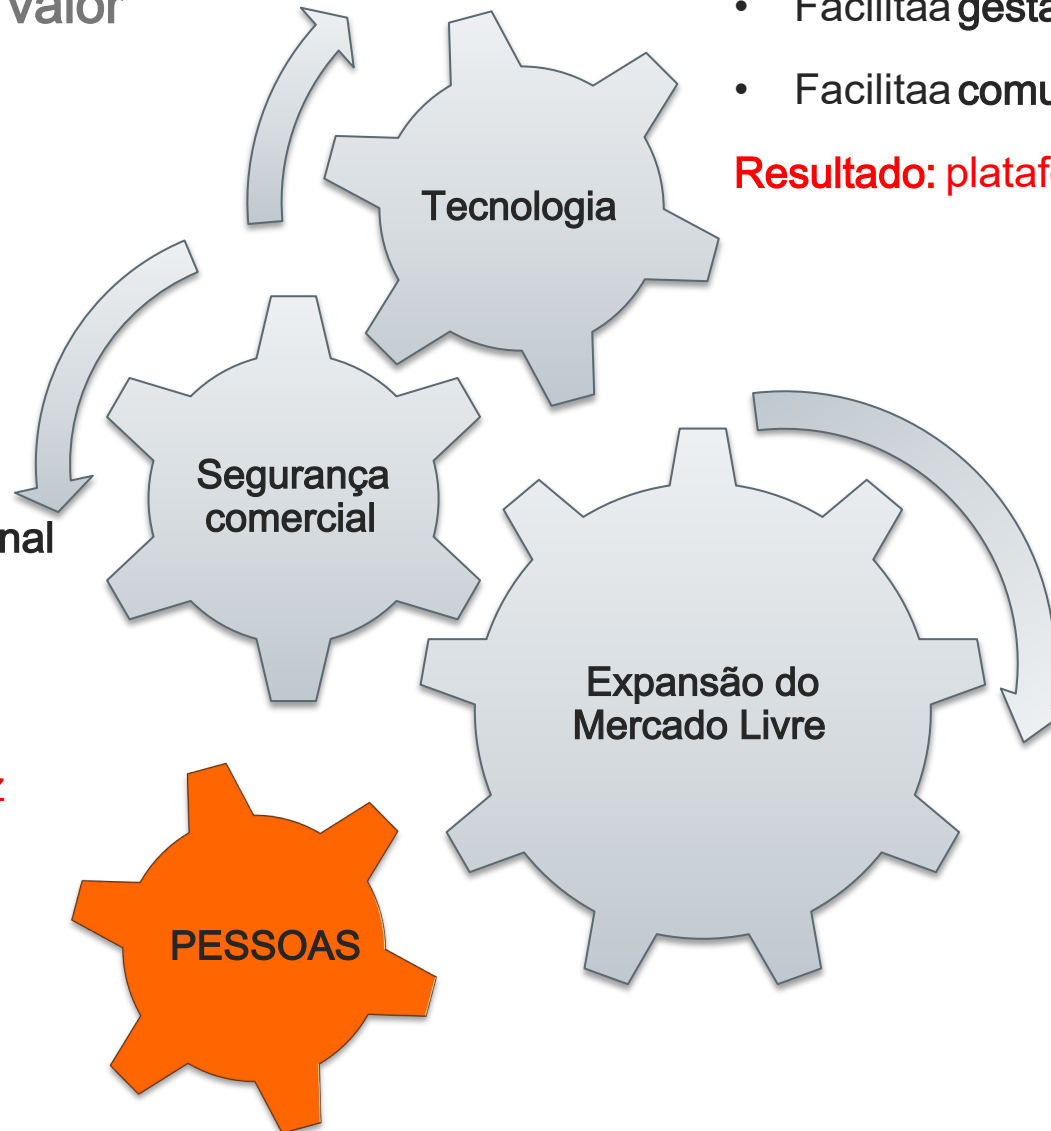 valor
Facilitaa gesta
Facilitaa comu
Resultado: plataf
Tecnologia
Segurança
comercial
nal
Expansão do
Mercado Livre
z
PESSOAS